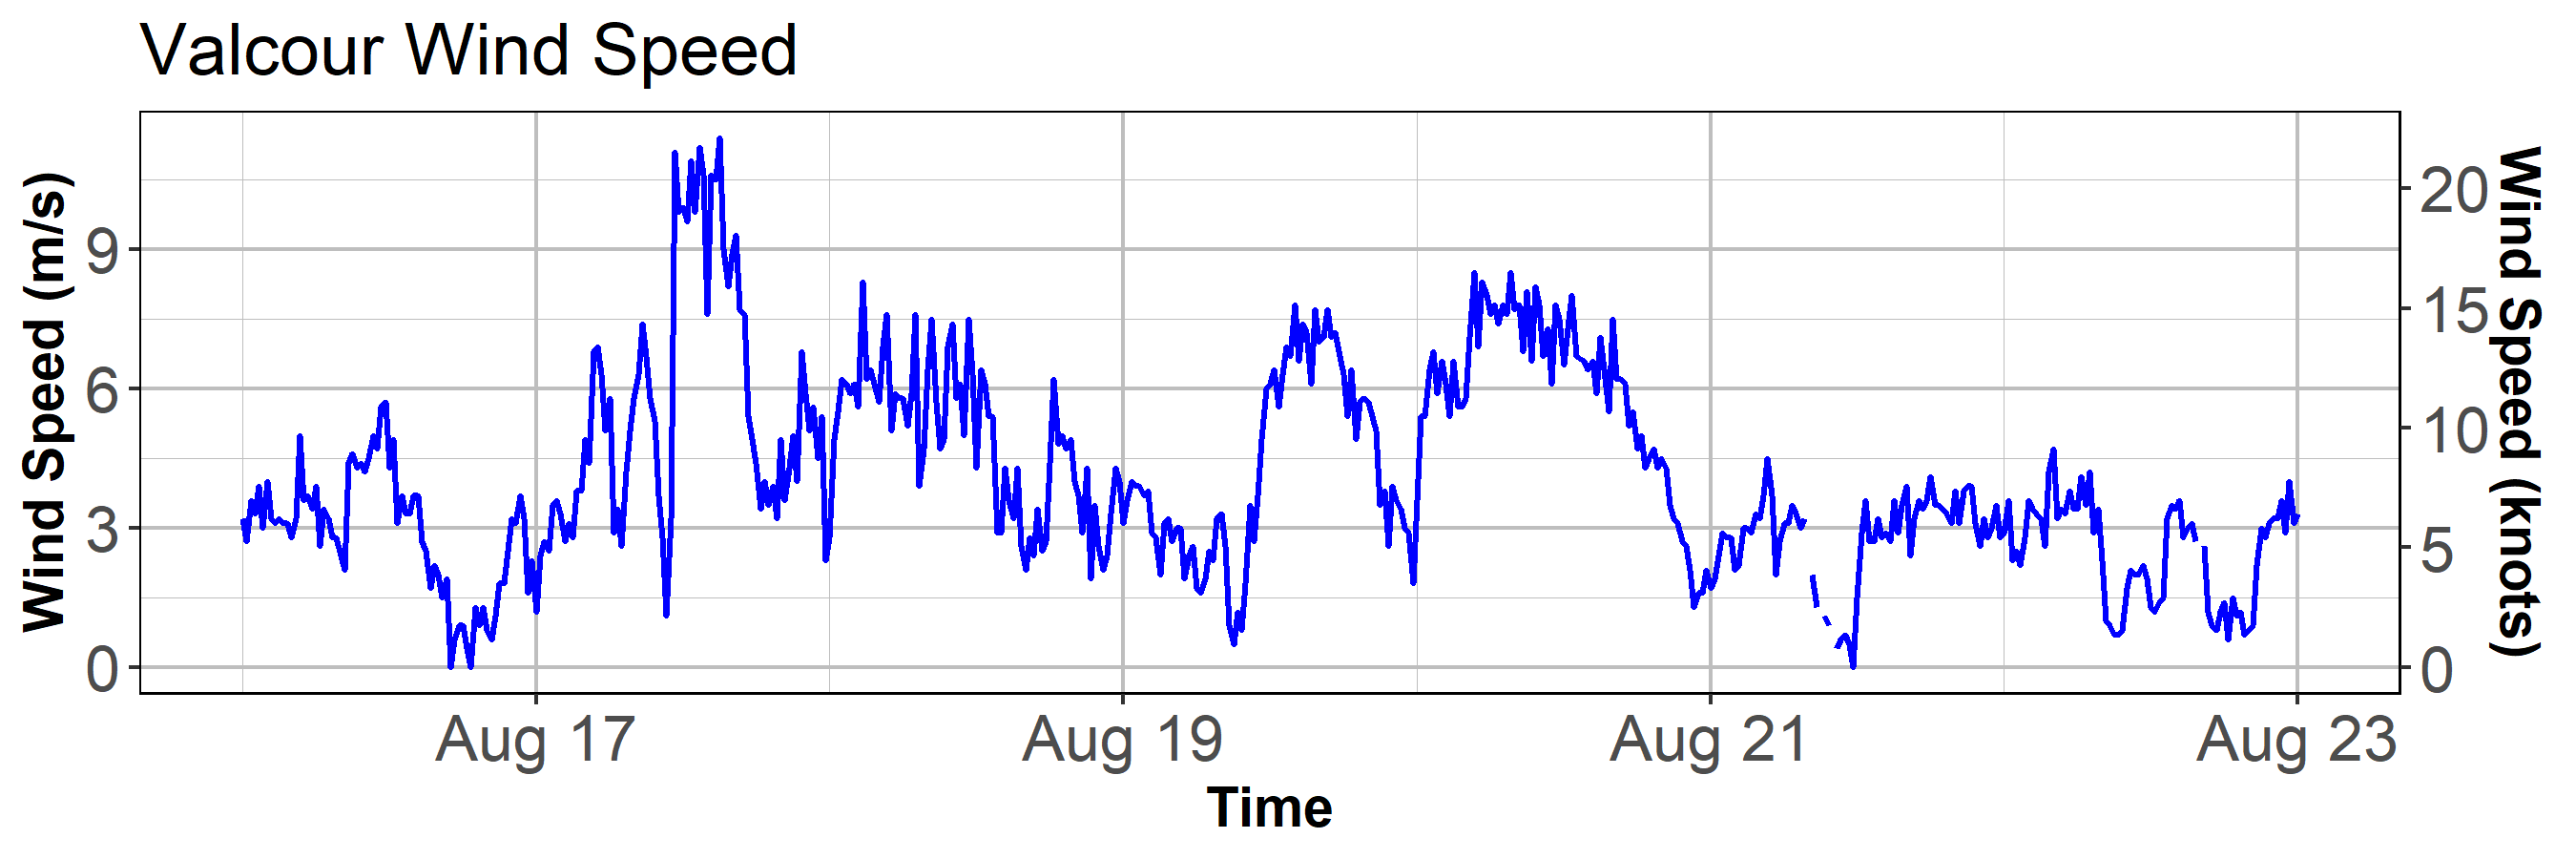 Valcour Wind Speed
Wind Speed (m/s)
9
6
3
0
20
15
10
5
0
Wind Speed (knots)
Aug 17
Aug 19
Aug 21
Aug 23
Time